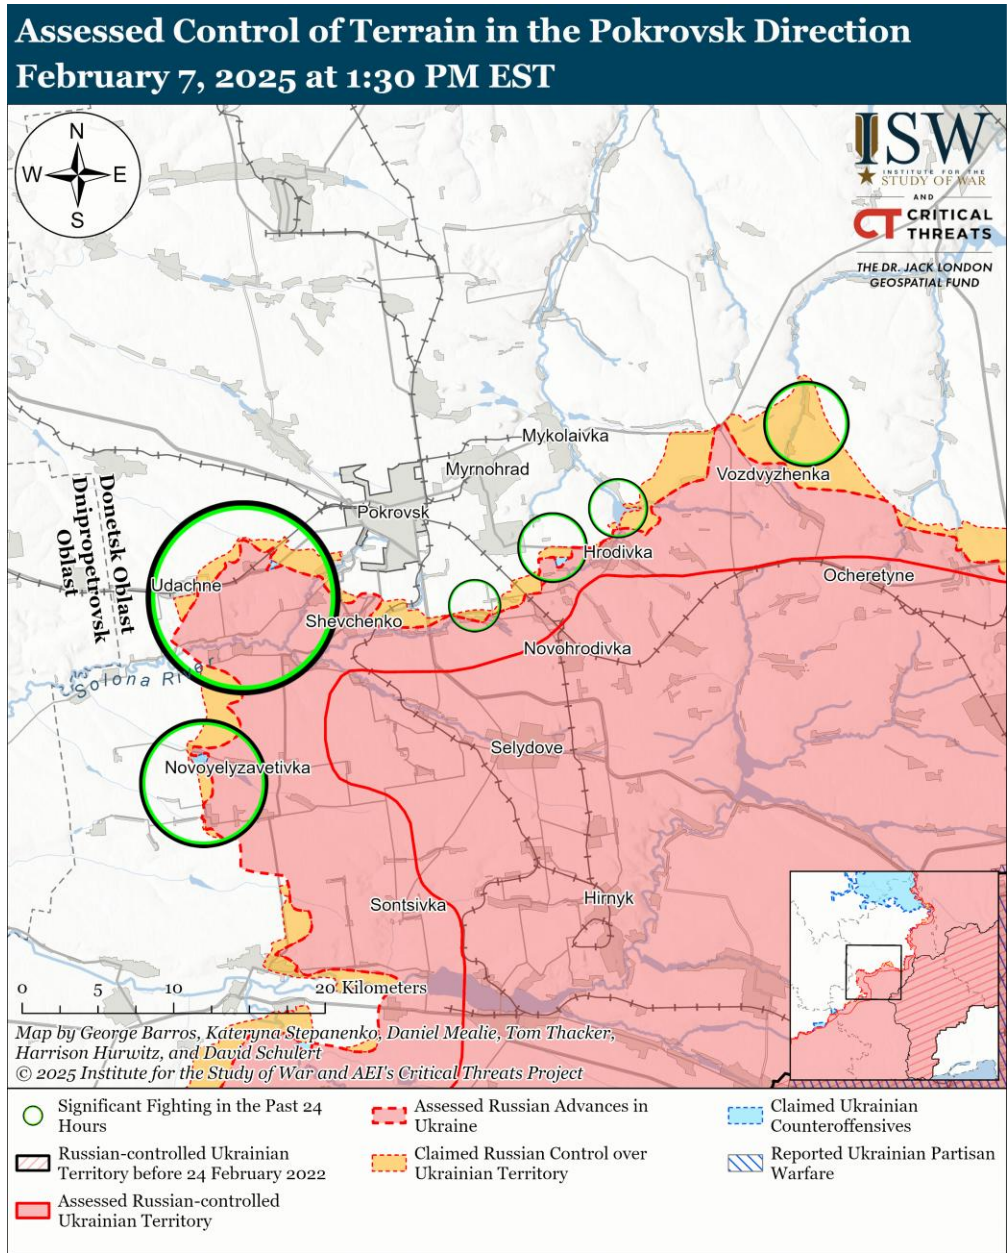 Assessed Control of Terrain in the Pokrovsk Direction
February 7, 2025 at 1:30 PM EST
N
W
E
S
ISW
INSTITUTE FOR THE
STUDY OF WAR
AND
CT CRITICAL
THREATS
THE DR. JACK LONDON
GEOSPATIAL FUND
Mykolaivka
Myrnohrad
Vozdvyzhenka
Pokrovsk
Donetsk Oblast
Dnipropetrovsk
Oblast
Hrodivka
Udachne
Ocheretyne
Shevchenko
Novohrodivka
Solona River
Selydove
Novoyelyzavetivka
Sontsivka
Hirnyk
0 5 10 20 Kilometers
Map by George Barros, Kateryna Stepanenko, Daniel Mealie, Tom Thacker,
Harrison Hurwitz, and David Schulert
© 2025 Institute for the Study of War and AEI's Critical Threats Project
Significant Fighting in the Past 24
Hours
Russian-controlled Ukrainian
Territory before 24 February 2022
Assessed Russian-controlled
Ukrainian Territory
Assessed Russian Advances in
Ukraine
Claimed Russian Control over
Ukrainian Territory
Claimed Ukrainian
Counteroffensives
Reported Ukrainian Partisan
Warfare